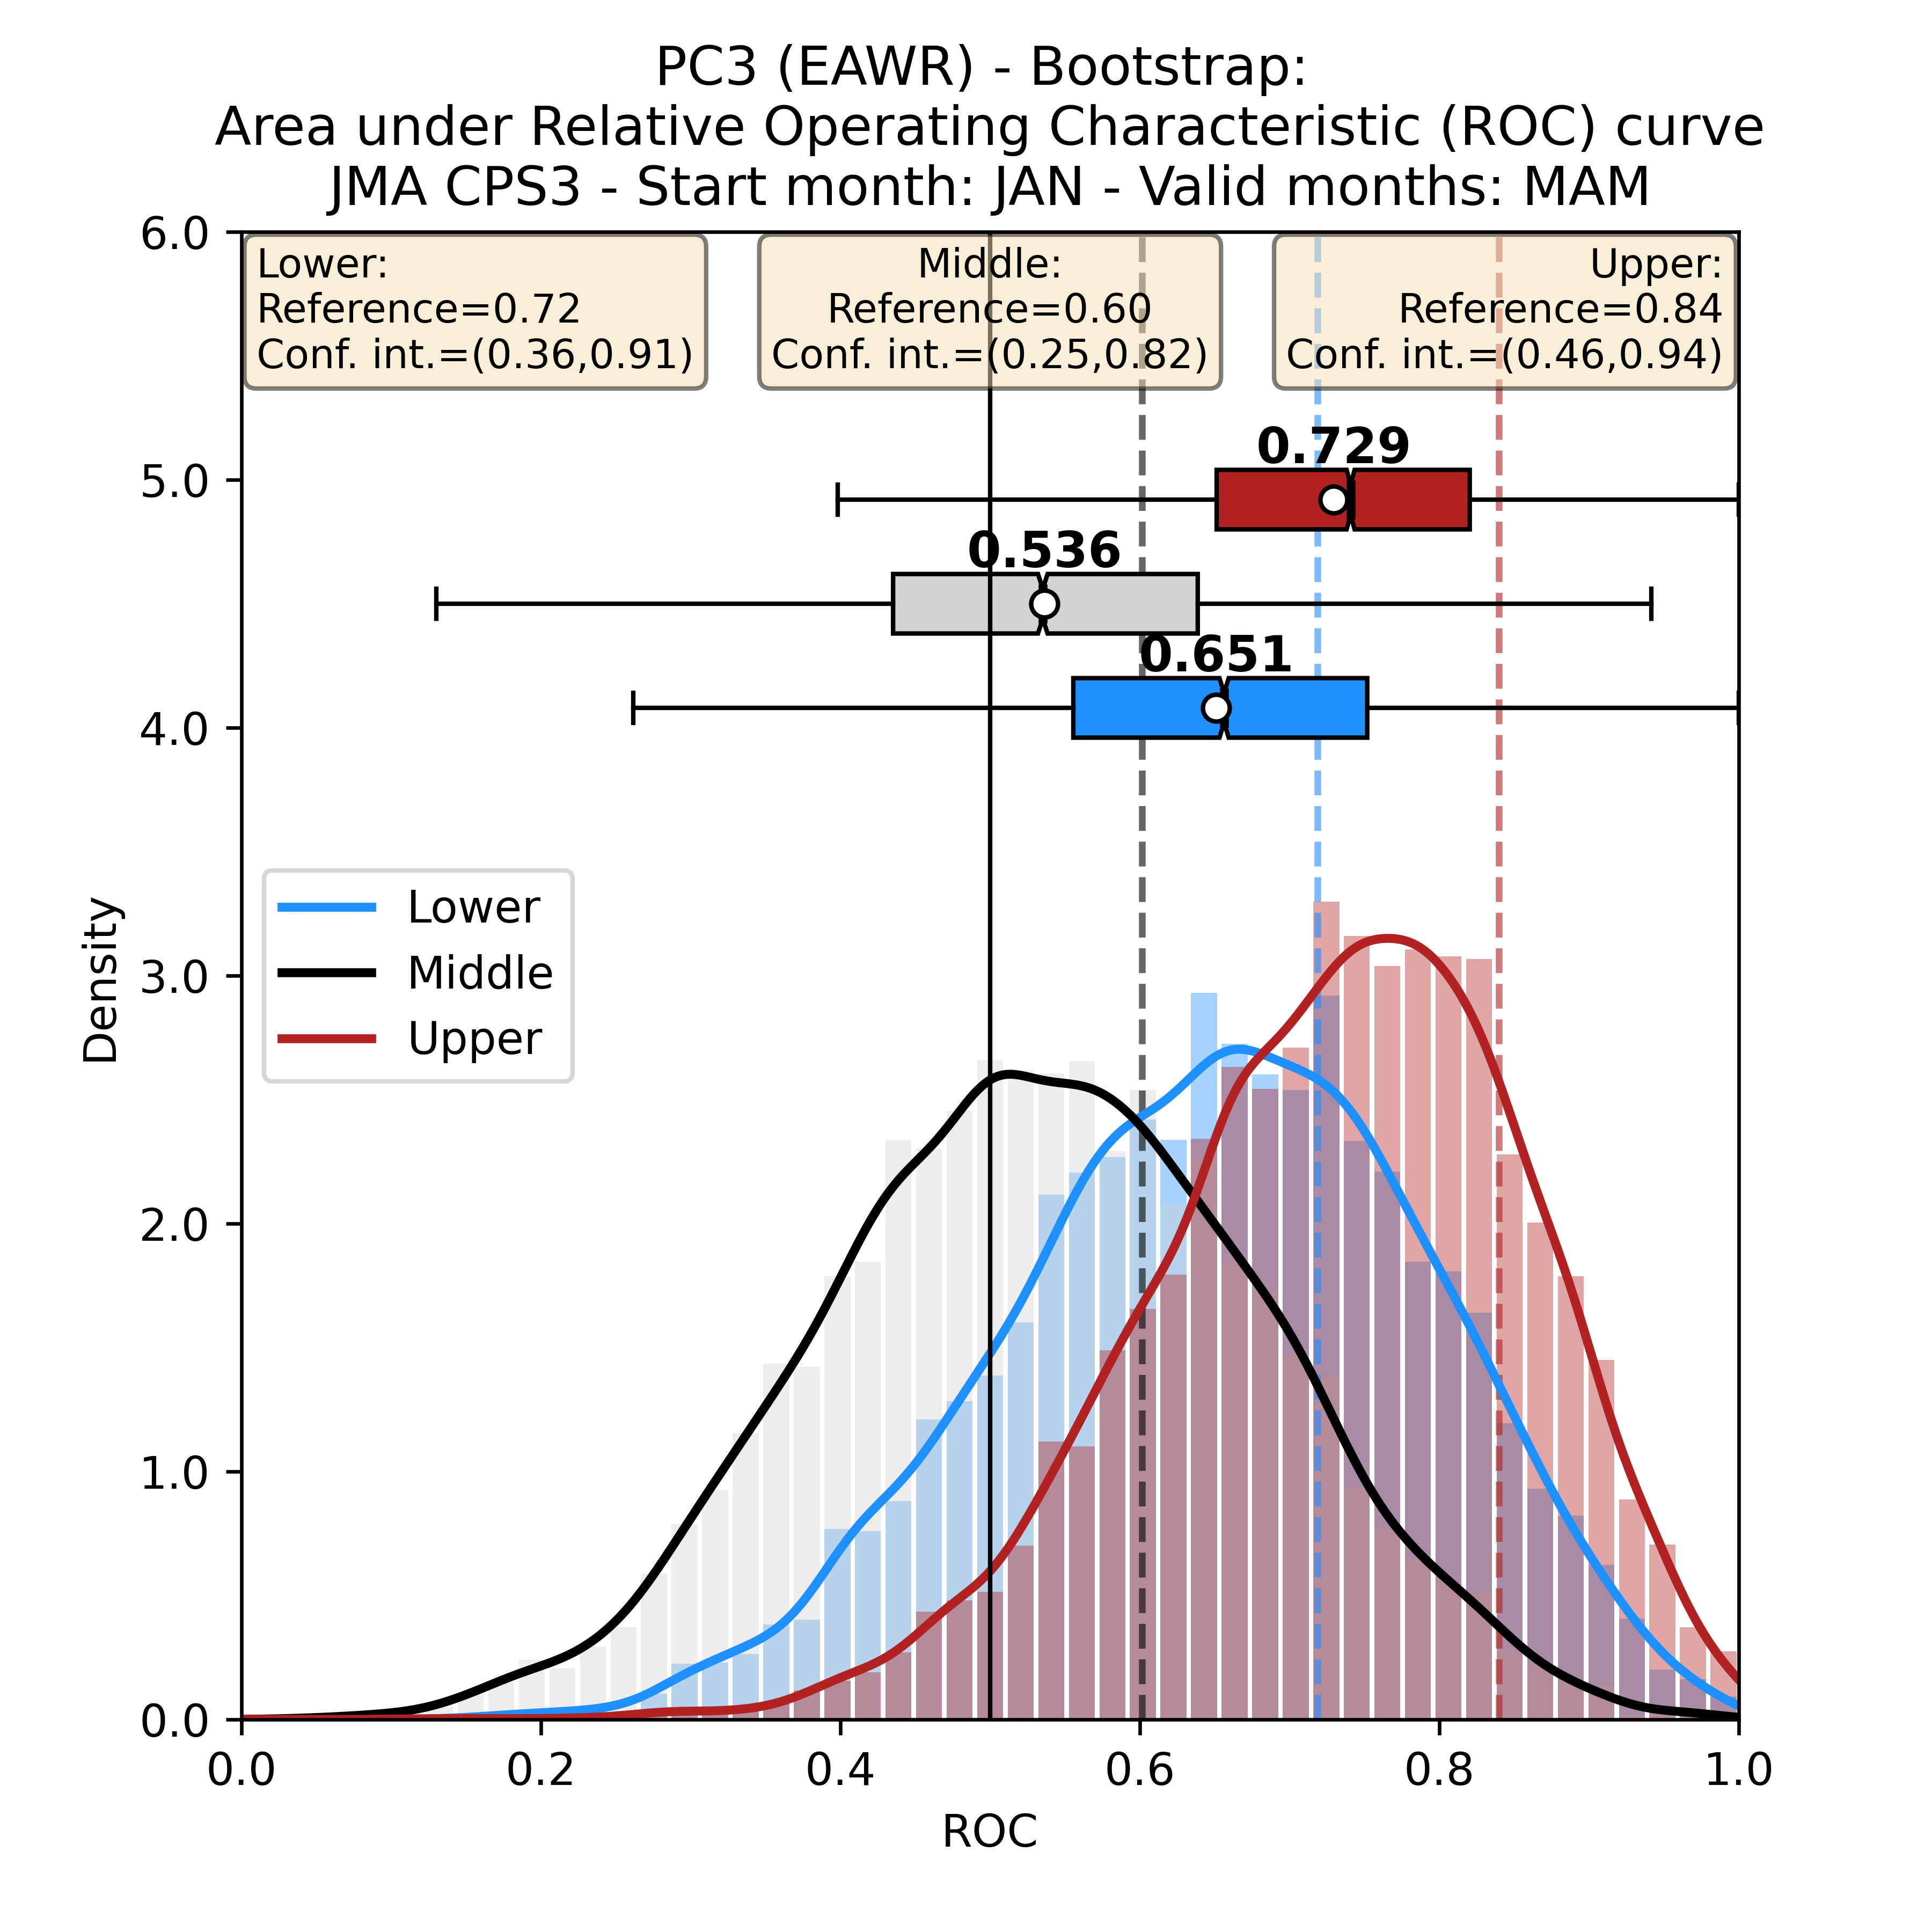 PC3 (EAWR) - Bootstrap:
Area under Relative Operating Characteristic (ROC) curve
JMA CPS3 - Start month: JAN - Valid months: MAM
Lower:
Reference=0.72
Conf. int.=(0.36,0.91)
Middle:
Reference=0.60
Conf. int.=(0.25,0.82)
Upper:
Reference=0.84
Conf. int.=(0.46,0.94)
0.729
0.536
0.651
Lower
Middle
Upper
Density
6.0
5.0
4.0
3.0
2.0
1.0
0.0
0.0 0.2 0.4 0.6 0.8 1.0
ROC